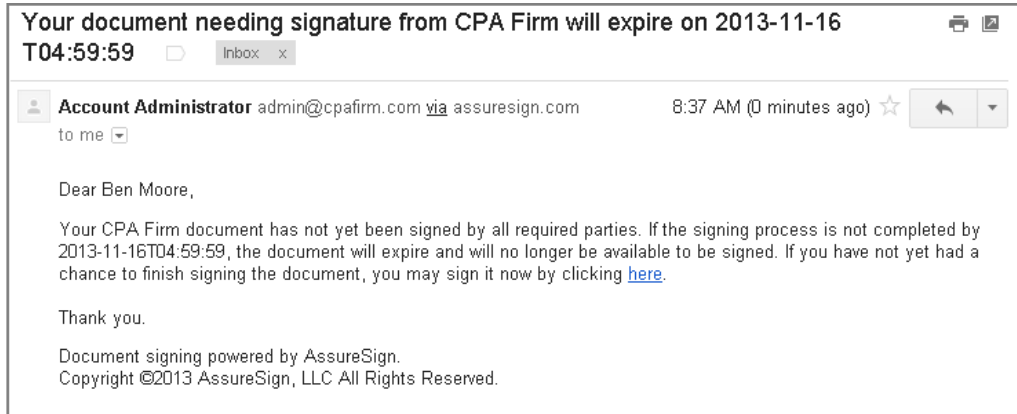 Your document needing signature from CPA Firm will expire on 2013-11-16
T04:59:59 Inbox x
Account Administrator admin@cpafirm.com via assuresign.com 8:37 AM (0 minutes ago)
to me
Dear Ben Moore,
Your CPA Firm document has not yet been signed by all required parties. If the signing process is not completed by
2013-11-16T04:59:59, the document will expire and will no longer be available to be signed. If you have not yet had a
chance to finish signing the document, you may sign it now by clicking here.
Thank you.
Document signing powered by AssureSign.
Copyright ©2013 AssureSign, LLC All Rights Reserved.